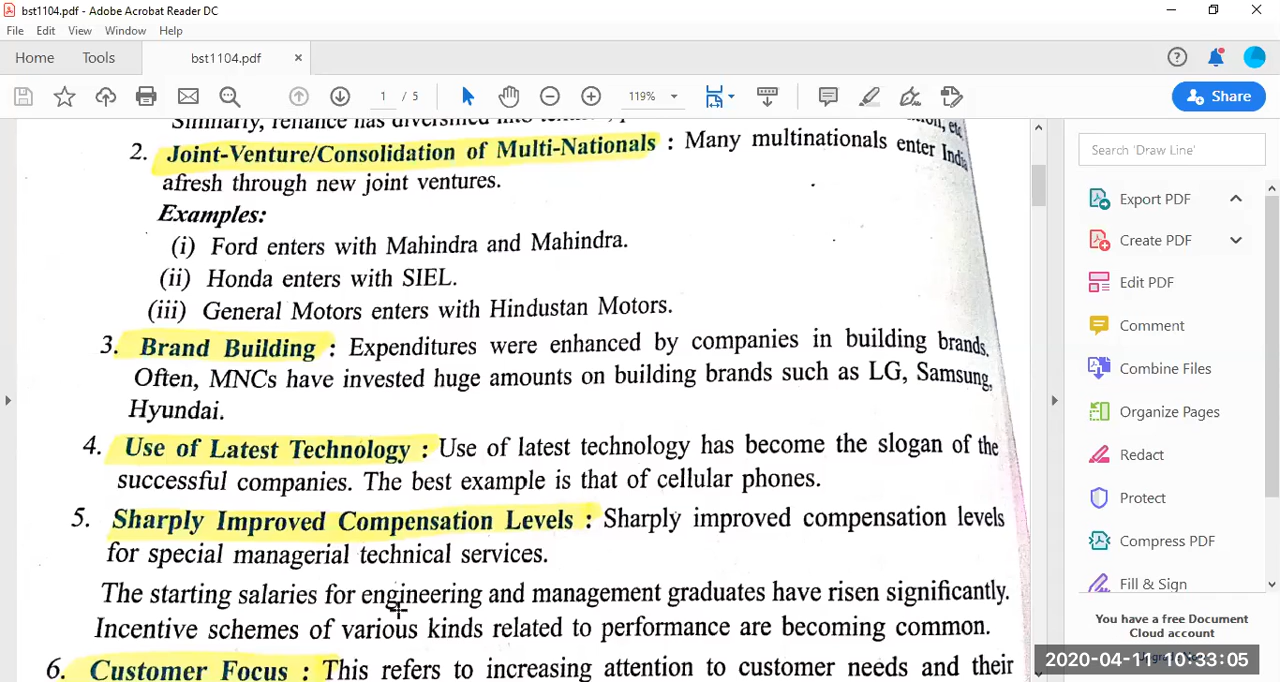 bst1104.pdf - Adobe Acrobat Reader DC
File Edit View Window Help
Home Tools bst1104.pdf ×
1 / 5 119% Share
Similarly, reliance has diversified into
2. Joint-Venture/Consolidation of Multi-Nationals : Many multinationals enter India
afresh through new joint ventures.
Examples:
(i) Ford enters with Mahindra and Mahindra.
(ii) Honda enters with SIEL.
(iii) General Motors enters with Hindustan Motors.
3. Brand Building : Expenditures were enhanced by companies in building brands.
Often, MNCs have invested huge amounts on building brands such as LG, Samsung,
Hyundai.
4. Use of Latest Technology : Use of latest technology has become the slogan of the
successful companies. The best example is that of cellular phones.
5. Sharply Improved Compensation Levels : Sharply improved compensation levels
for special managerial technical services.
The starting salaries for engineering and management graduates have risen significantly.
Incentive schemes of various kinds related to performance are becoming common.
6. Customer Focus : This refers to increasing attention to customer needs and their
Search 'Draw Line'
Export PDF
Create PDF
Edit PDF
Comment
Combine Files
Organize Pages
Redact
Protect
Compress PDF
Fill & Sign
You have a free Document
Cloud account
2020-04-11 10:33:05